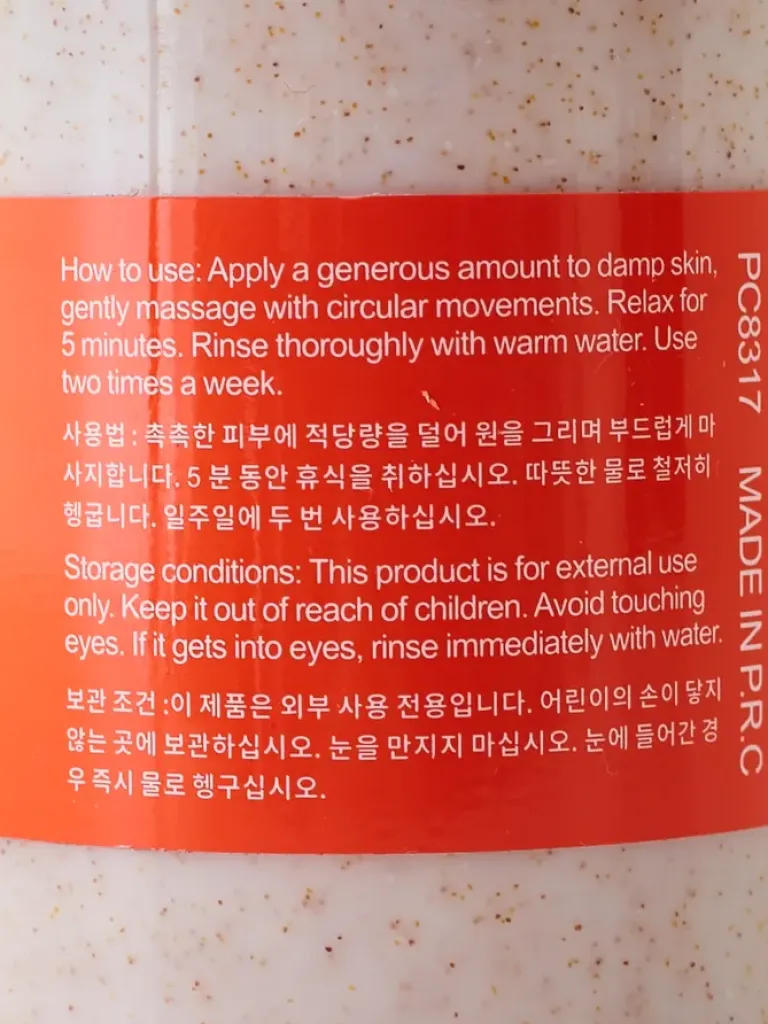 How to use: Apply a generous amount to damp skin,
gently massage with circular movements. Relax for
5 minutes. Rinse thoroughly with warm water. Use
two times a week.
사용법 : 촉촉한 피부에 적당량을 덜어 원을 그리며 부드럽게 마
사지합니다. 5 분 동안 휴식을 취하십시오. 따뜻한 물로 철저히
헹굽니다. 일주일에 두 번 사용하십시오.
Storage conditions: This product is for external use
only. Keep it out of reach of children. Avoid touching
eyes. If it gets into eyes, rinse immediately with water.
보관 조건 :이 제품은 외부 사용 전용입니다. 어린이의 손이 닿지
않는 곳에 보관하십시오. 눈을 만지지 마십시오. 눈에 들어간 경
우 즉시 물로 헹구십시오.
PC8317 MADE IN P.R.C